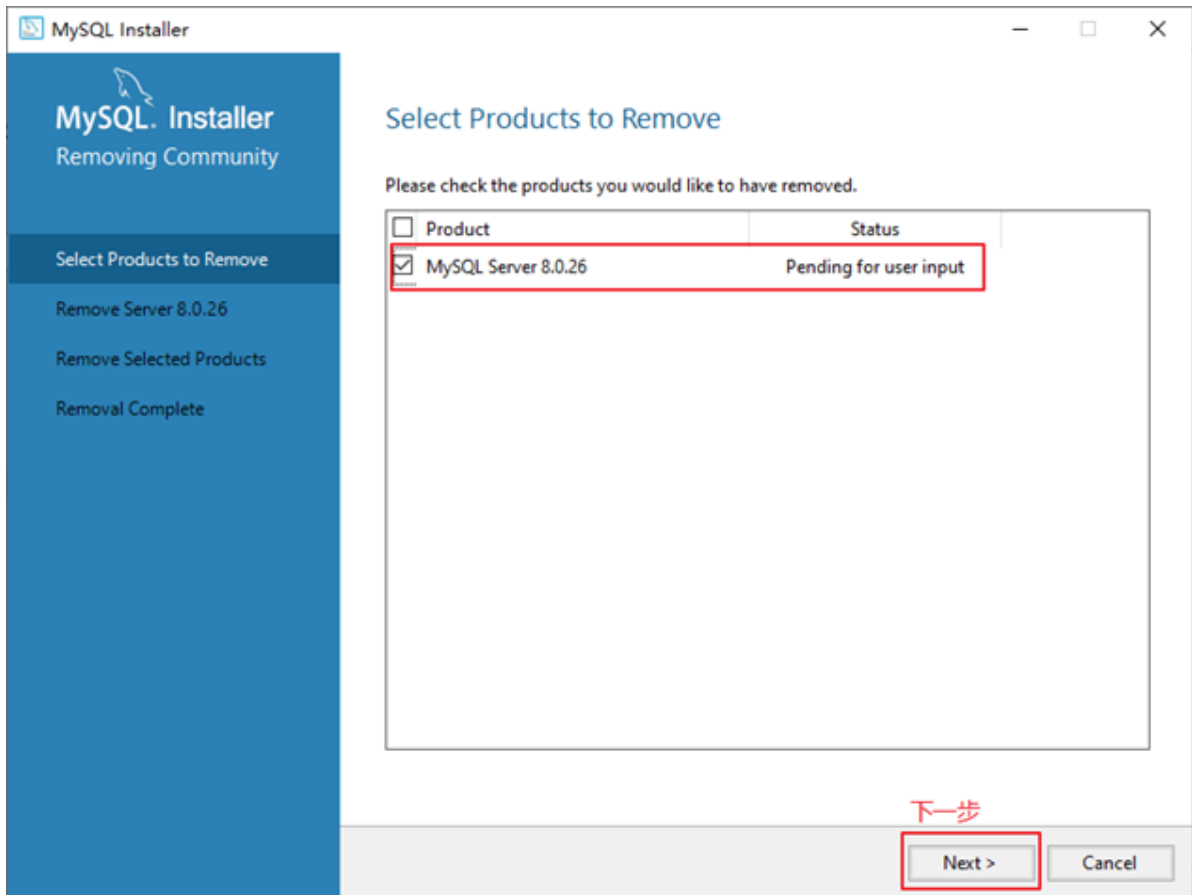 MySQL Installer
MySQL. Installer
Removing Community
Select Products to Remove
Remove Server 8.0.26
Remove Selected Products
Removal Complete
Select Products to Remove
Please check the products you would like to have removed.
Product Status
MySQL Server 8.0.26 Pending for user input
下一步
Next > Cancel